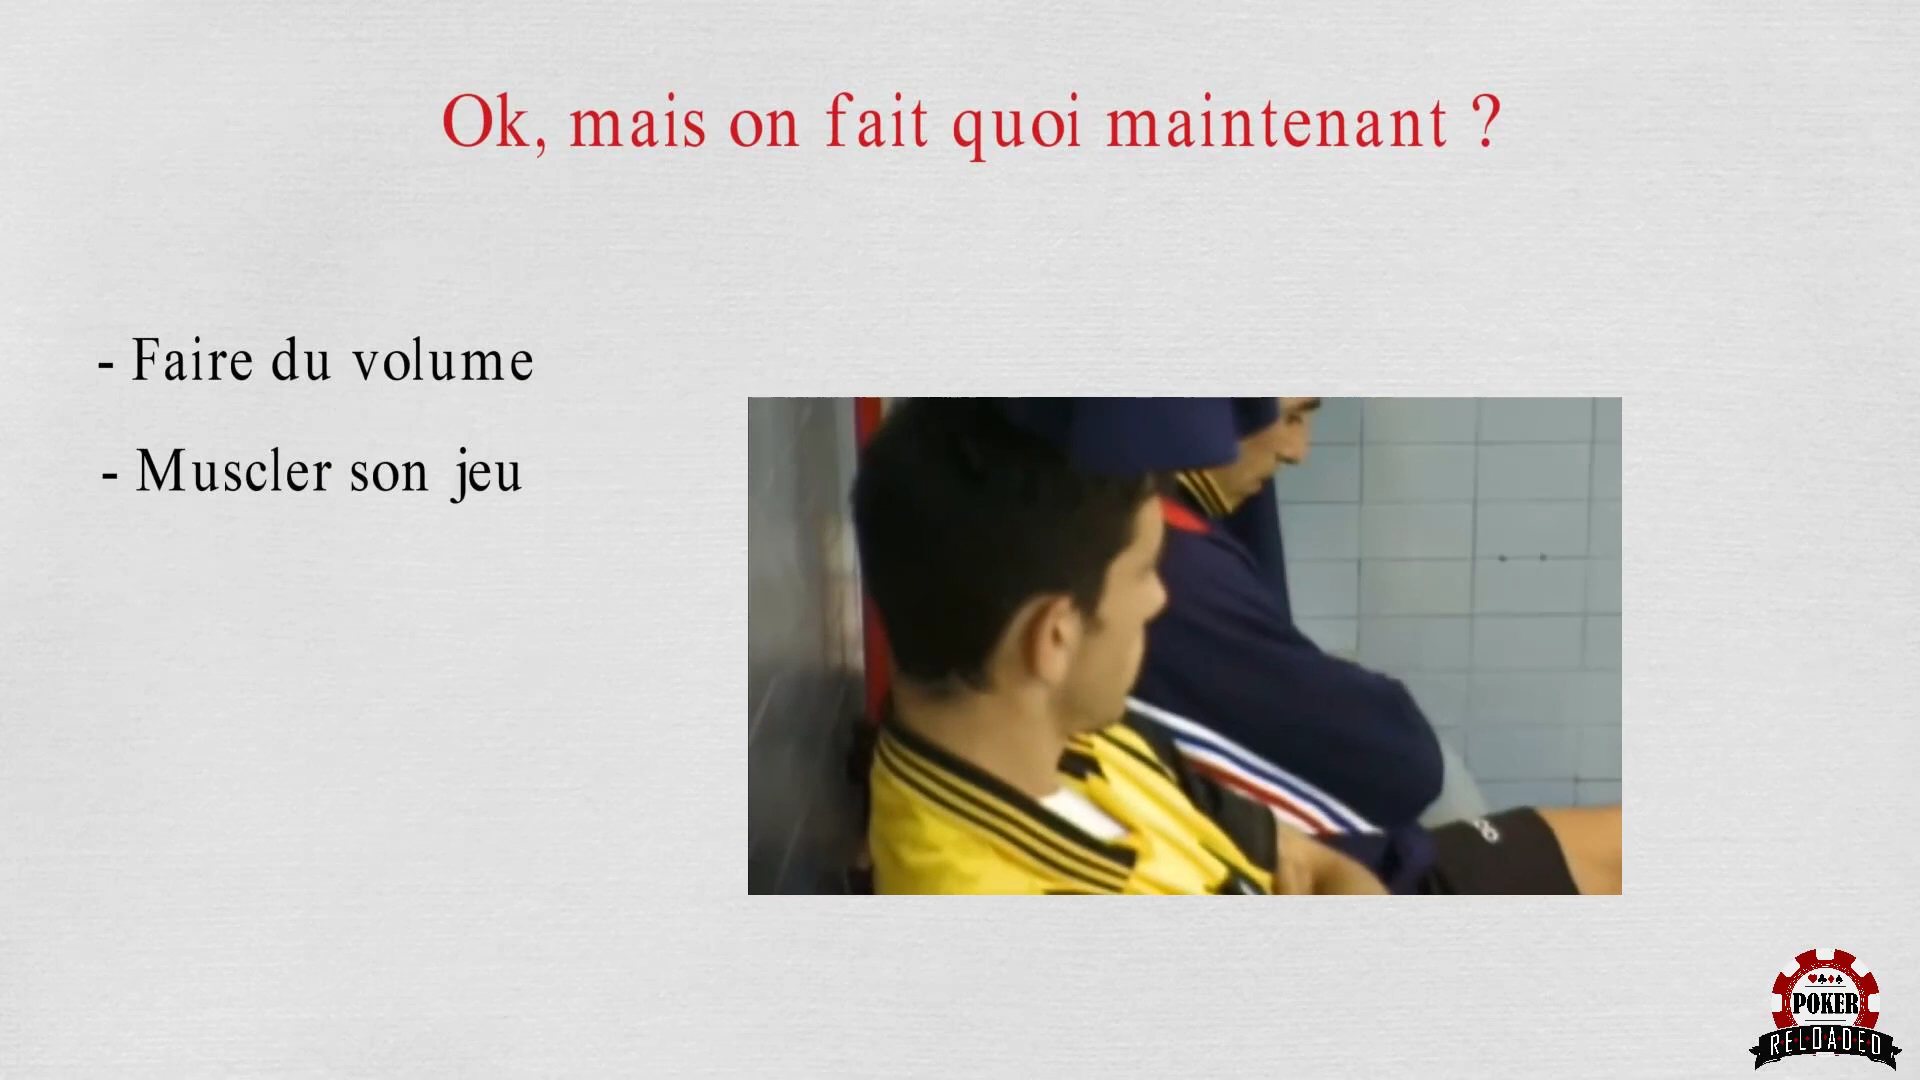 Ok, mais on fait quoi maintenant ?
- Faire du volume
- Muscler son jeu
POKER
RELOADED